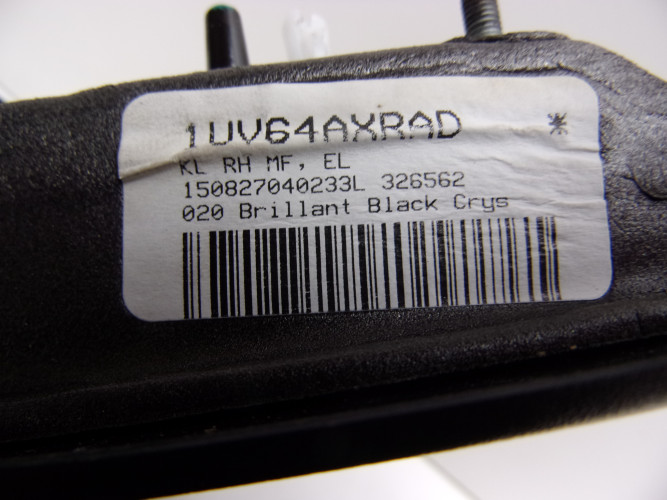 1UV64AXRAD *
KL RH MF, EL
150827040233L 326562
020 Brillant Black Crys